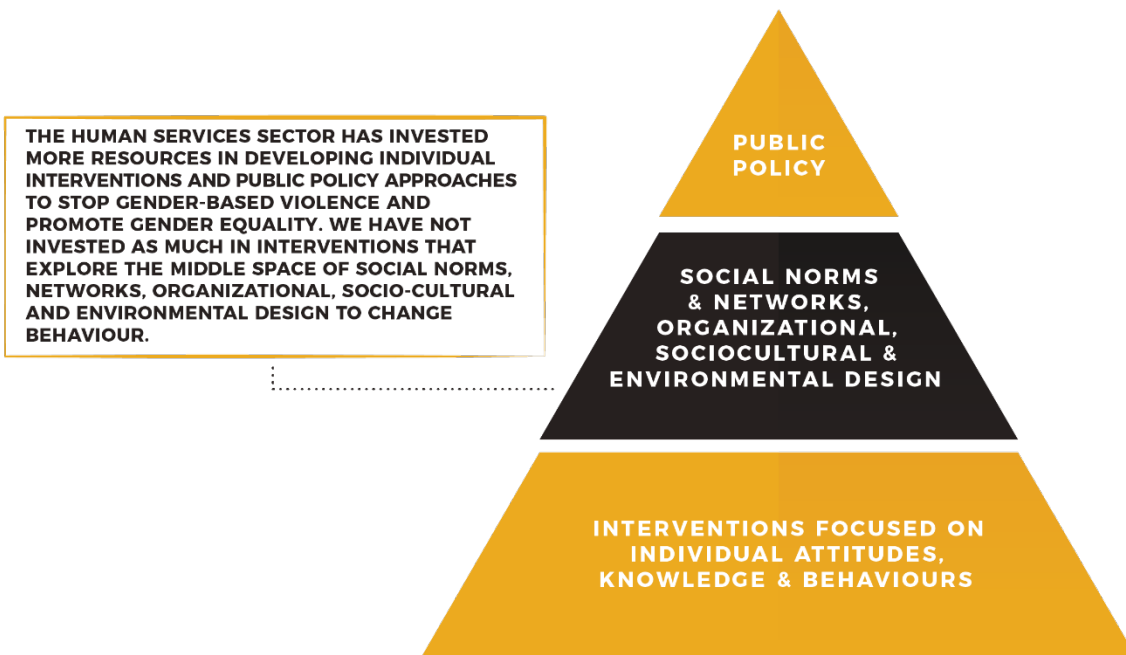 THE HUMAN SERVICES SECTOR HAS INVESTED
MORE RESOURCES IN DEVELOPING INDIVIDUAL
INTERVENTIONS AND PUBLIC POLICY APPROACHES
TO STOP GENDER-BASED VIOLENCE AND
PROMOTE GENDER EQUALITY. WE HAVE NOT
INVESTED AS MUCH IN INTERVENTIONS THAT
EXPLORE THE MIDDLE SPACE OF SOCIAL NORMS,
NETWORKS, ORGANIZATIONAL, SOCIO-CULTURAL
AND ENVIRONMENTAL DESIGN TO CHANGE
BEHAVIOUR.
PUBLIC
POLICY
SOCIAL NORMS
& NETWORKS,
ORGANIZATIONAL,
SOCIOCULTURAL &
ENVIRONMENTAL DESIGN
INTERVENTIONS FOCUSED ON
INDIVIDUAL ATTITUDES,
KNOWLEDGE & BEHAVIOURS